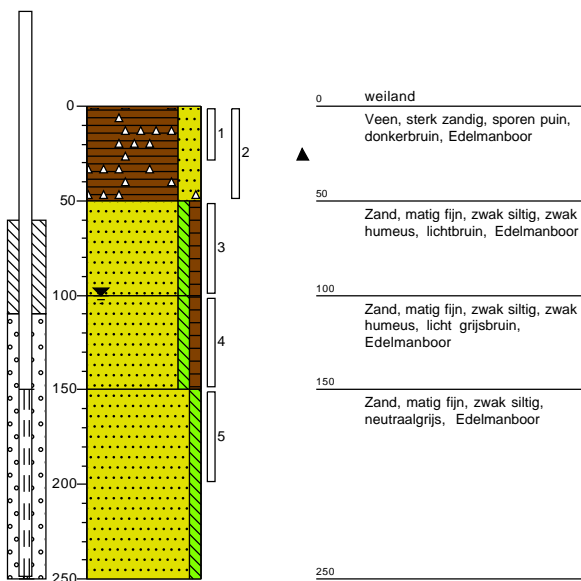 0
50
100
150
200
250
1
2
3
4
5
0 weiland
Veen, sterk zandig, sporen puin,
donkerbruin, Edelmanboor
50
Zand, matig fijn, zwak siltig, zwak
humeus, lichtbruin, Edelmanboor
100
Zand, matig fijn, zwak siltig, zwak
humeus, licht grijsbruin,
Edelmanboor
150
Zand, matig fijn, zwak siltig,
neutraalgrijs, Edelmanboor
250